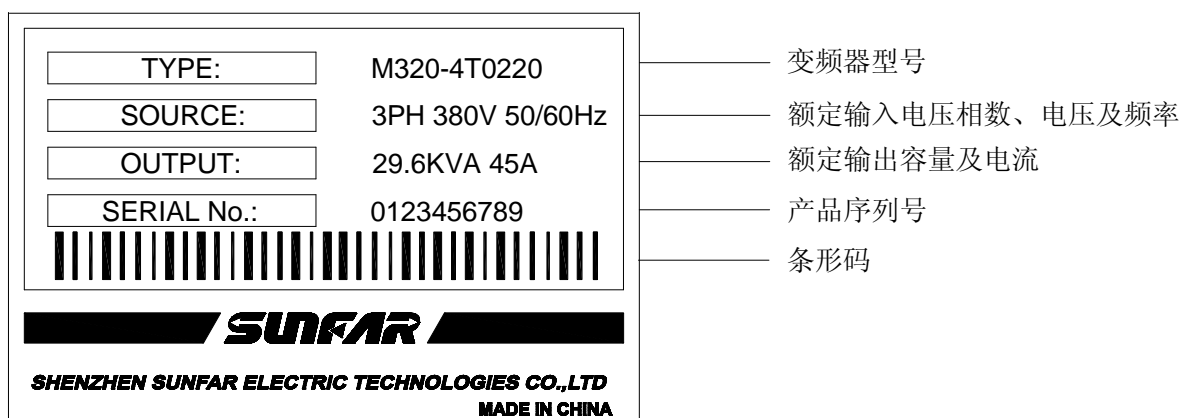 TYPE: M320-4T0220 变频器型号
SOURCE: 3PH 380V 50/60Hz 额定输入电压相数、电压及频率
OUTPUT: 29.6KVA 45A 额定输出容量及电流
SERIAL No.: 0123456789 产品序列号
条形码
SUNFAR
SHENZHEN SUNFAR ELECTRIC TECHNOLOGIES CO.,LTD
MADE IN CHINA